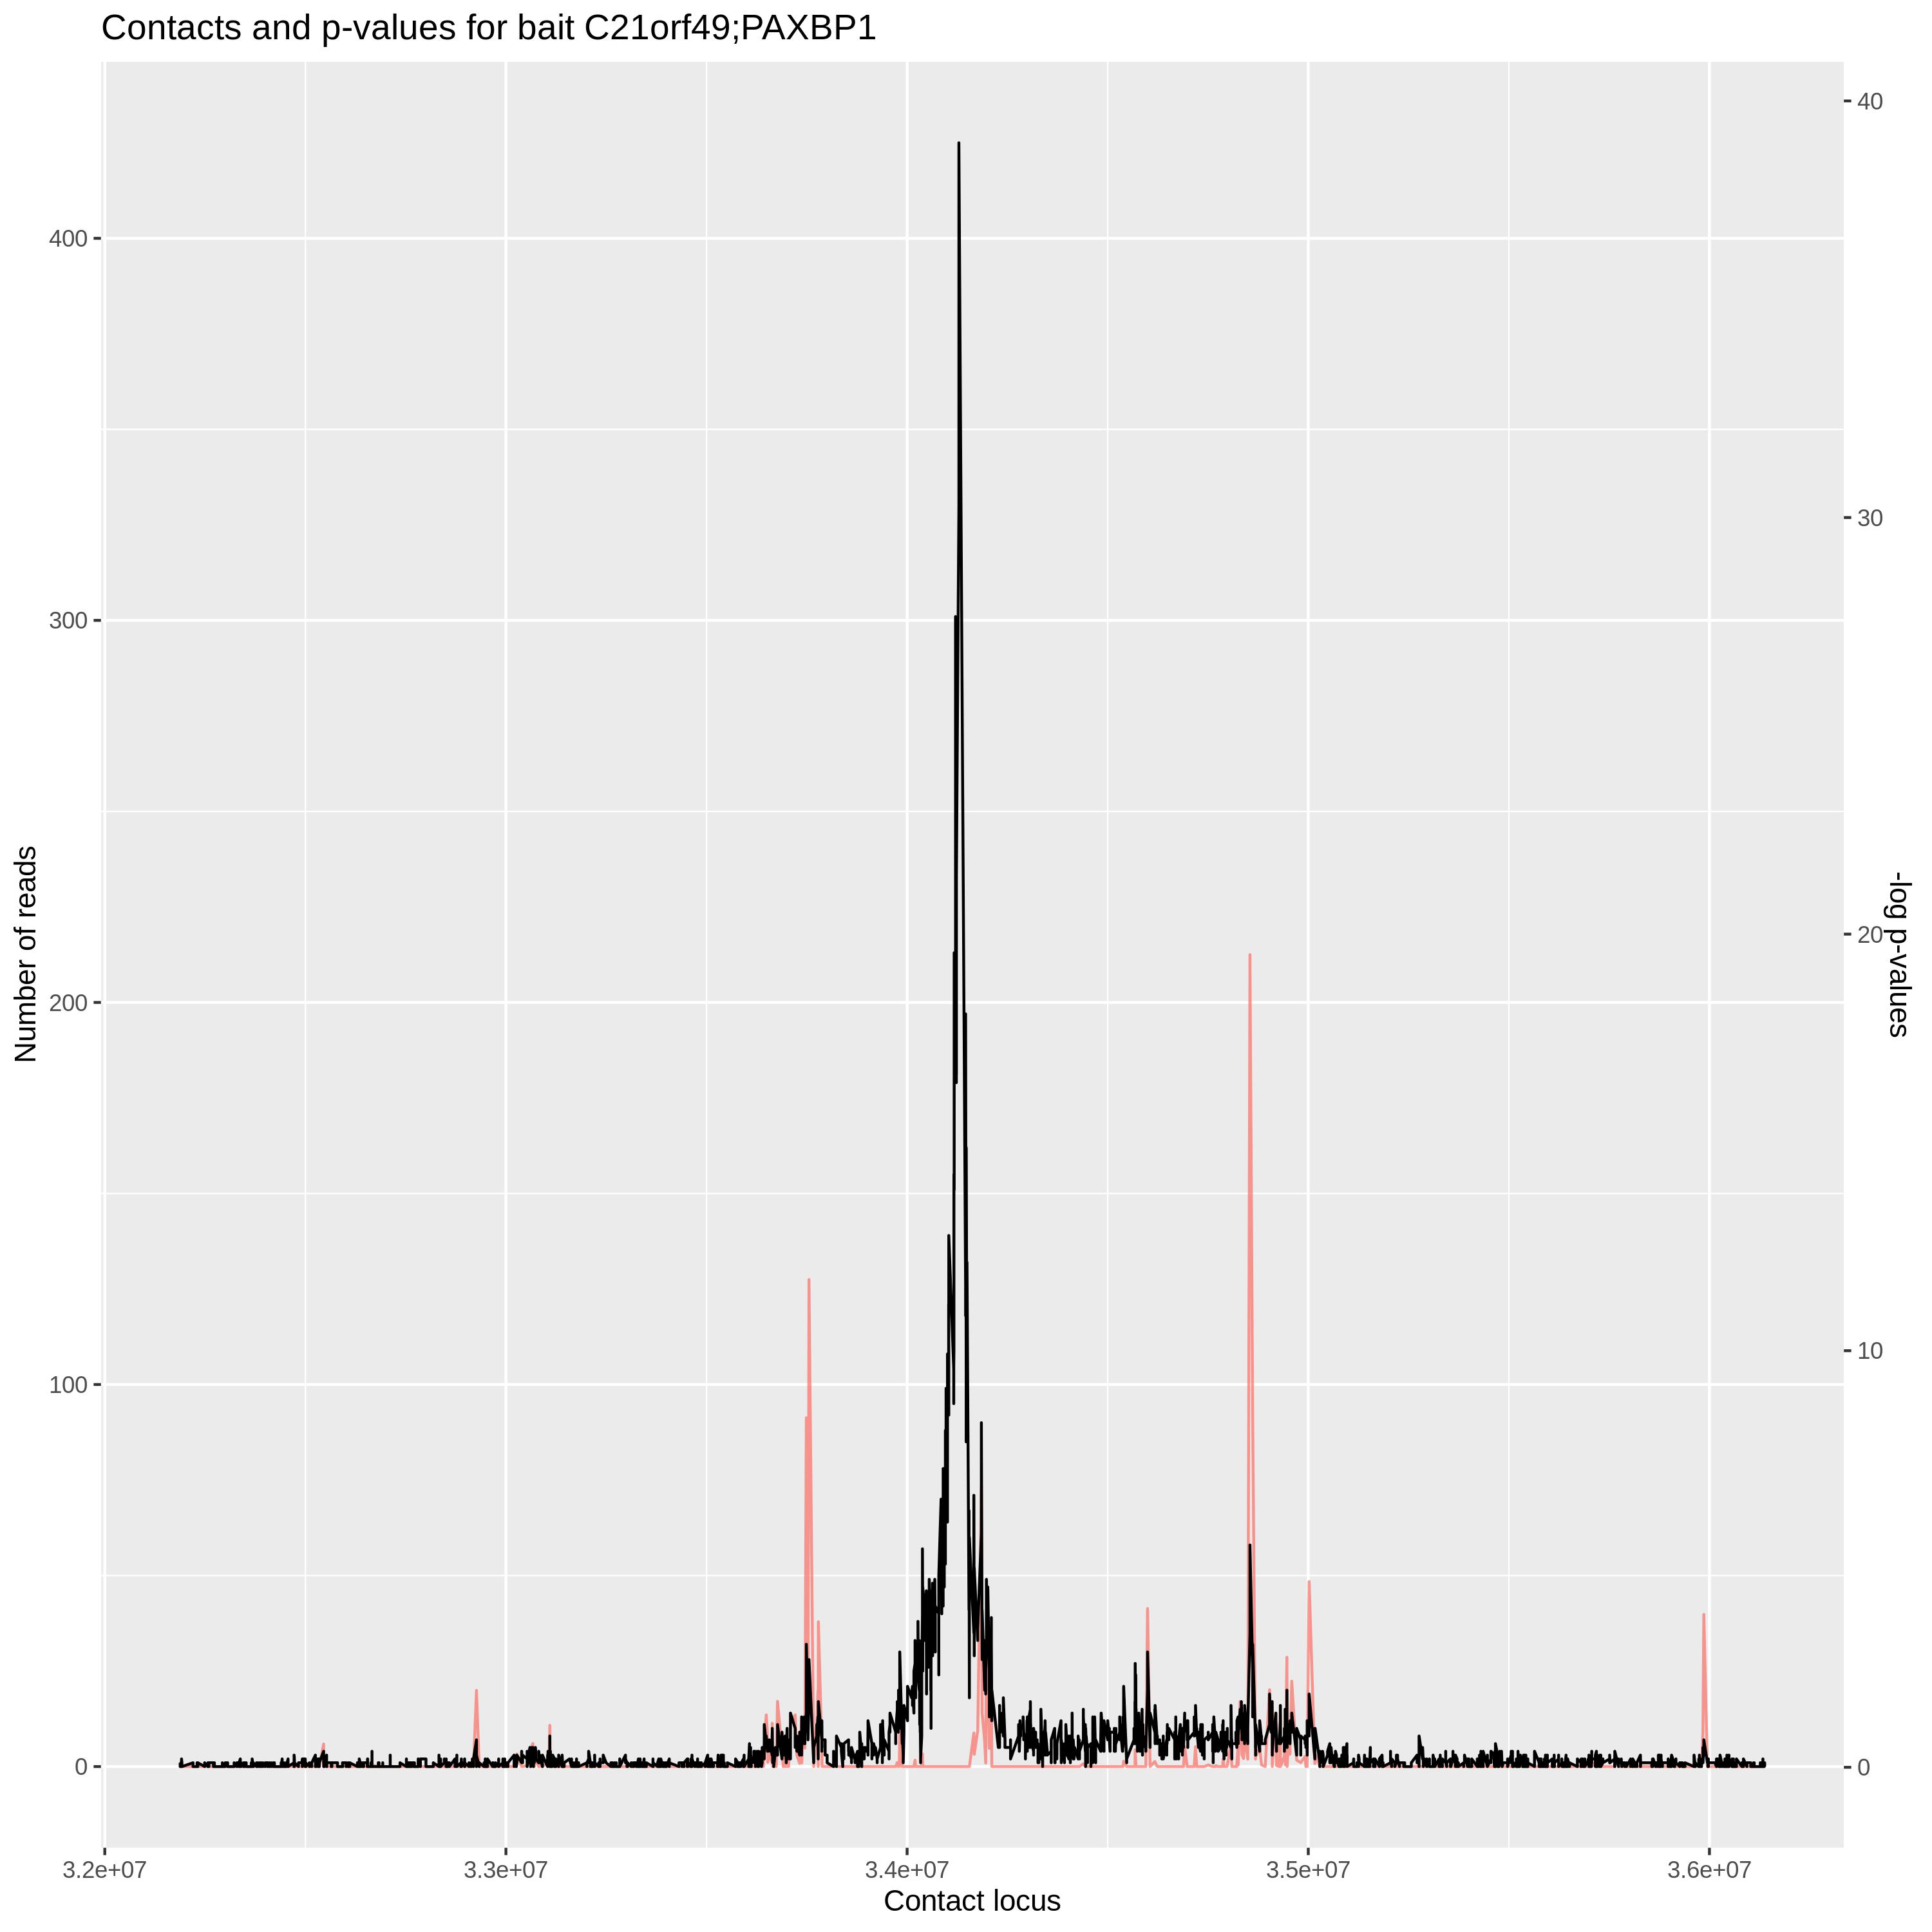 Contacts and p-values for bait C21orf49;PAXBP1
Number of reads
400
300
200
100
0
40
30
20
10
0
-log p-values
3.2e+07
3.3e+07
3.4e+07
3.5e+07
3.6e+07
Contact locus